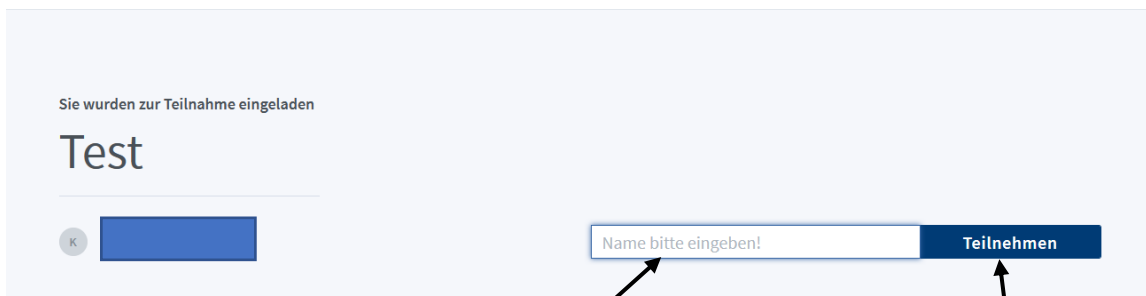 Sie wurden zur Teilnahme eingeladen
Test
K
Name bitte eingeben!
Teilnehmen